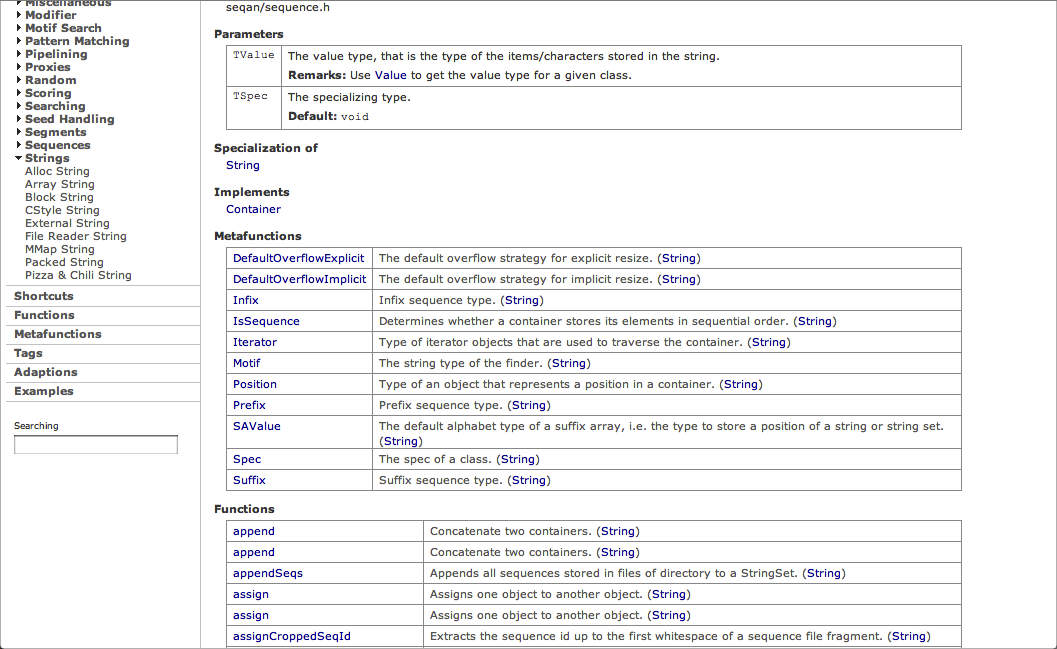 Miscellaneous
Modifier
Motif Search
Pattern Matching
Pipelining
Proxies
Random
Scoring
Searching
Seed Handling
Segments
Sequences
Strings
Alloc String
Array String
Block String
CStyle String
External String
File Reader String
MMap String
Packed String
Pizza & Chili String
Shortcuts
Functions
Metafunctions
Tags
Adaptions
Examples
Searching
seqan/sequence.h
Parameters
TValue The value type, that is the type of the items/characters stored in the string.
Remarks: Use Value to get the value type for a given class.
TSpec The specializing type.
Default: void
Specialization of
String
Implements
Container
Metafunctions
DefaultOverflowExplicit The default overflow strategy for explicit resize. (String)
DefaultOverflowImplicit The default overflow strategy for implicit resize. (String)
Infix Infix sequence type. (String)
IsSequence Determines whether a container stores its elements in sequential order. (String)
Iterator Type of iterator objects that are used to traverse the container. (String)
Motif The string type of the finder. (String)
Position Type of an object that represents a position in a container. (String)
Prefix Prefix sequence type. (String)
SAValue The default alphabet type of a suffix array, i.e. the type to store a position of a string or string set.
(String)
Spec The spec of a class. (String)
Suffix Suffix sequence type. (String)
Functions
append Concatenate two containers. (String)
append Concatenate two containers. (String)
appendSeqs Appends all sequences stored in files of directory to a StringSet. (String)
assign Assigns one object to another object. (String)
assign Assigns one object to another object. (String)
assignCroppedSeqId Extracts the sequence id up to the first whitespace of a sequence file fragment. (String)